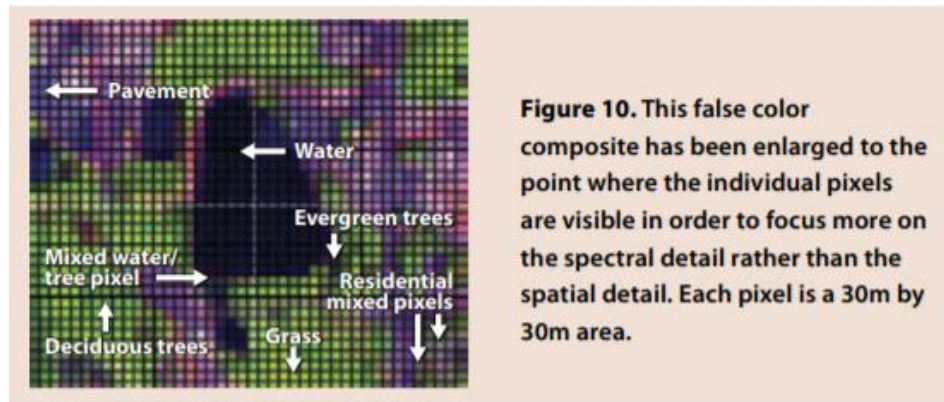 Pavement
Water
Evergreen trees
Mixed water/
tree pixel
Residential
mixed pixels
Deciduous trees
Grass
Figure 10. This false color
composite has been enlarged to the
point where the individual pixels
are visible in order to focus more on
the spectral detail rather than the
spatial detail. Each pixel is a 30m by
30m area.